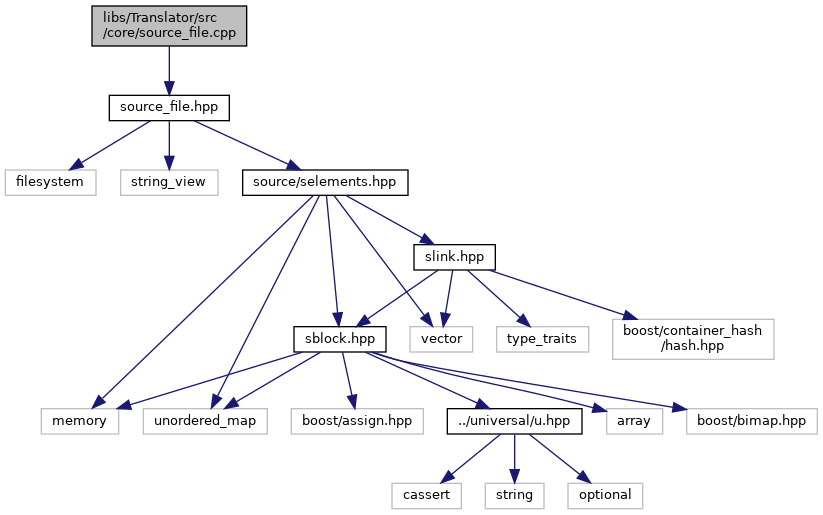 libs/Translator/src
/core/source_file.cpp
source_file.hpp
filesystem
string_view
source/selements.hpp
slink.hpp
sblock.hpp
vector
type_traits
boost/container_hash
/hash.hpp
memory
unordered_map
boost/assign.hpp
../universal/u.hpp
array
boost/bimap.hpp
cassert
string
optional